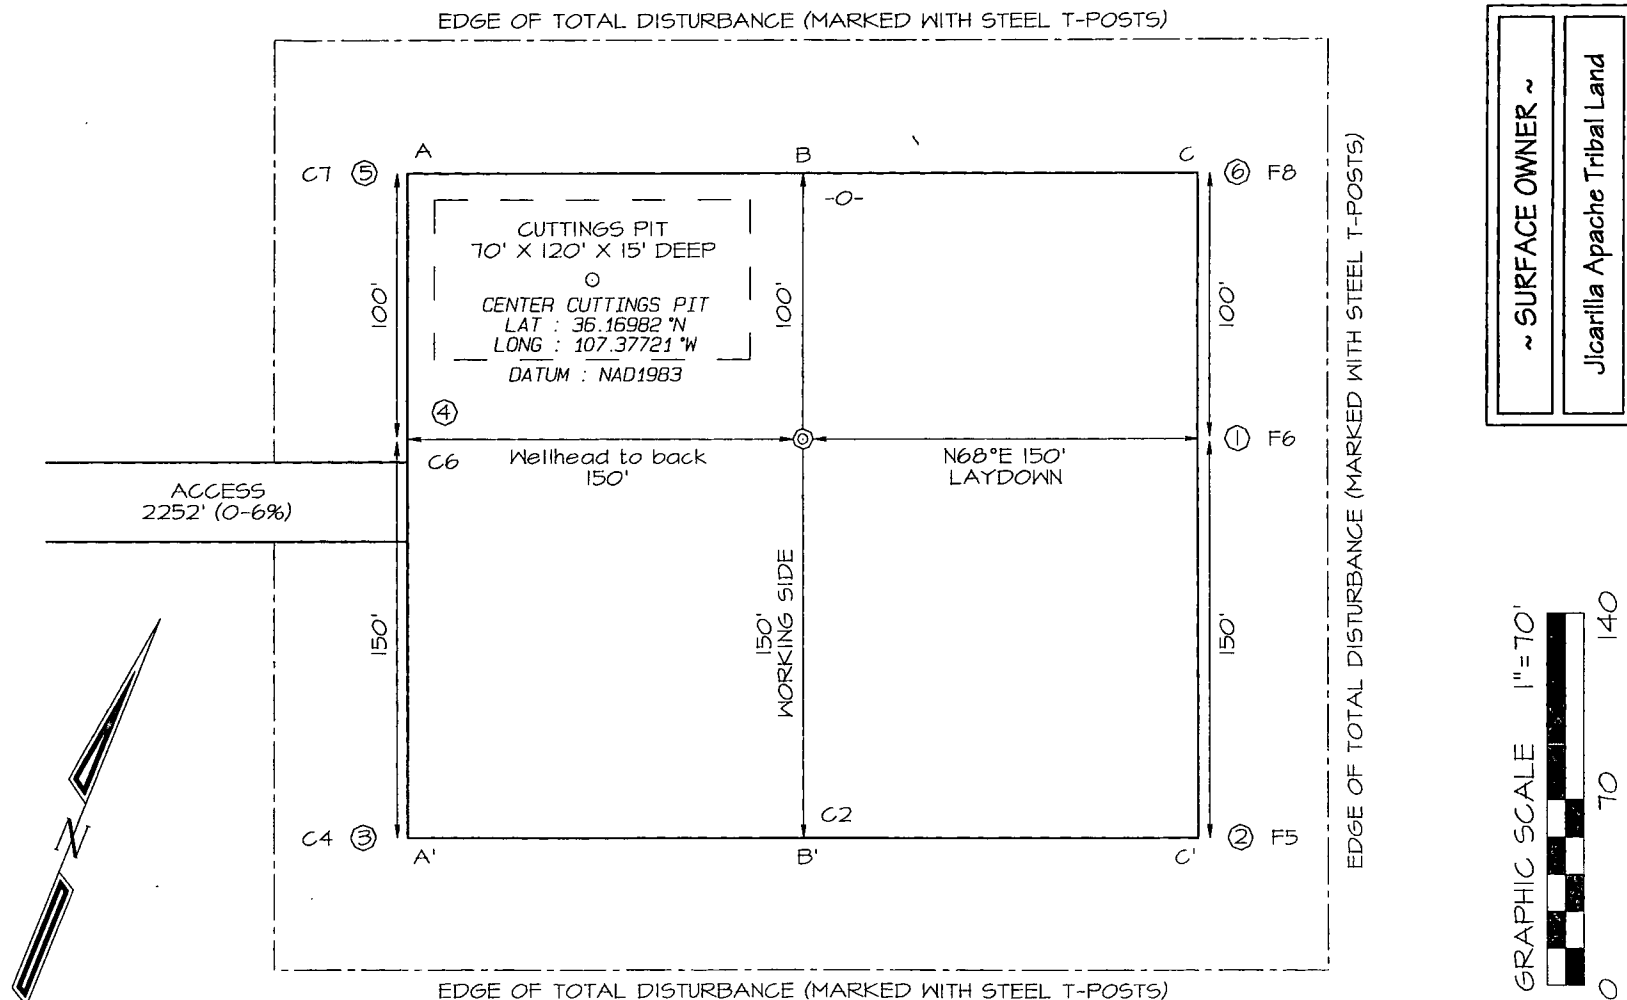 EDGE OF TOTAL DISTURBANCE (MARKED WITH STEEL T-POSTS)
A
B
C
C7
5
6
F8
-0-
CUTTINGS PIT
70' X 120' X 15' DEEP
CENTER CUTTINGS PIT
LAT : 36.16982 °N
LONG : 107.37721 °W
DATUM : NAD1983
100'
100'
100'
4
C6
Wellhead to back
150'
N68°E 150'
LAYDOWN
1
F6
ACCESS
2252' (0-6%)
150'
150'
WORKING SIDE
150'
N
C4
3
A'
C2
B'
C'
2
F5
EDGE OF TOTAL DISTURBANCE (MARKED WITH STEEL T-POSTS)
EDGE OF TOTAL DISTURBANCE (MARKED WITH STEEL T-POSTS)
~ SURFACE OWNER ~
Jicarilla Apache Tribal Land
GRAPHIC SCALE 1"=70'
0
70
140